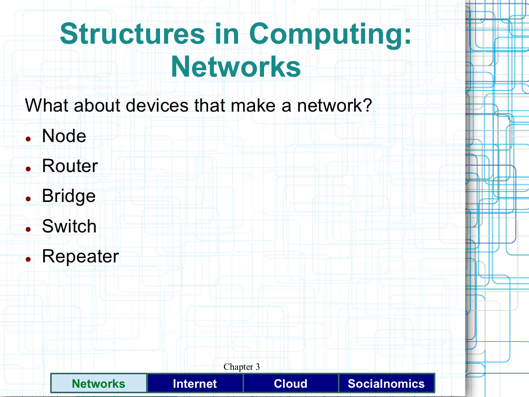 Structures in Computing:
Networks
What about devices that make a network?
● Node
● Router
● Bridge
● Switch
● Repeater
Chapter 3
Networks Internet Cloud Socialnomics